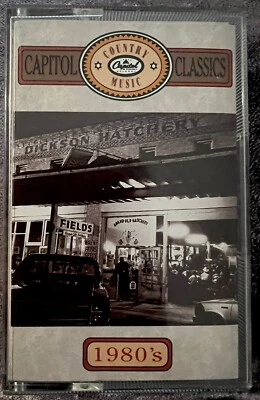 CAPITOL COUNTRY MUSIC CLASSICS
Capitol
DICKSON HATCHERY
FIELDS
1980's